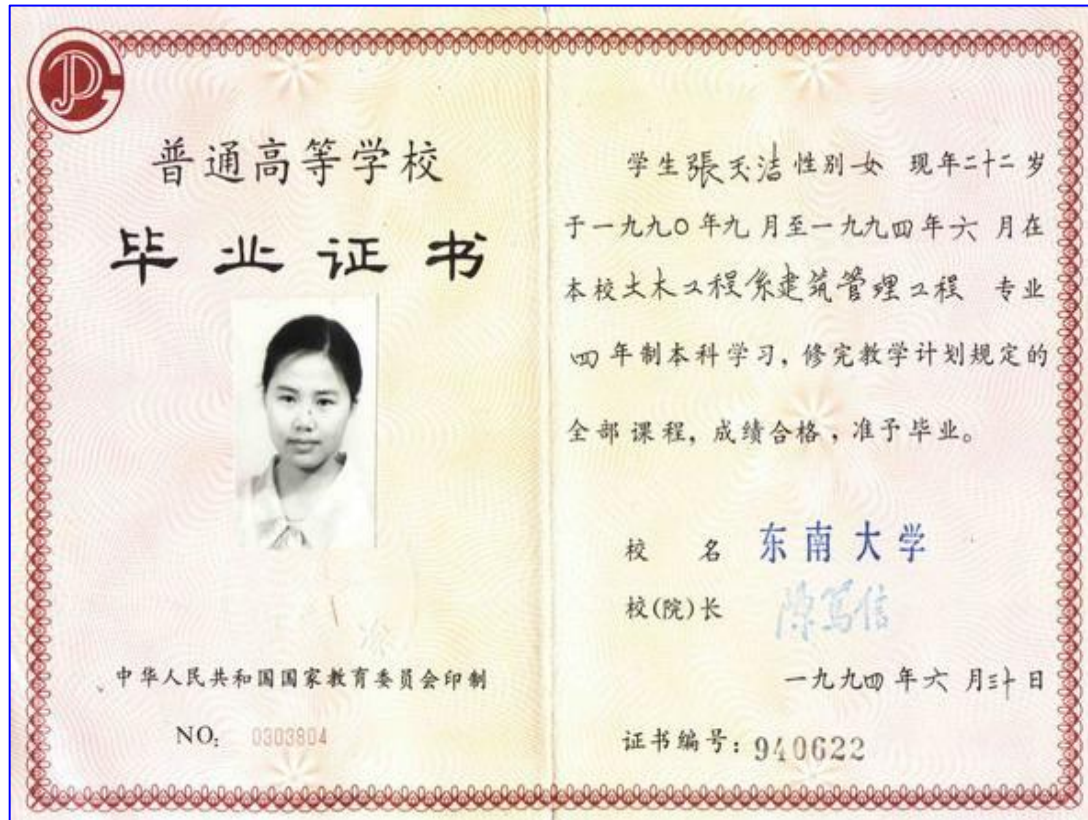 普通高等学校
毕业证书
中华人民共和国国家教育委员会印制
NO: 0303804
学生張天洁性别女 现年二十二岁
于一九九〇年九月至一九九四年六月在
本校土木工程系建筑管理工程 专业
四年制本科学习，修完教学计划规定的
全部课程，成绩合格，准予毕业。
校 名 东南大学
校(院)长 陈笃信
一九九四年六月三十日
证书编号：940622